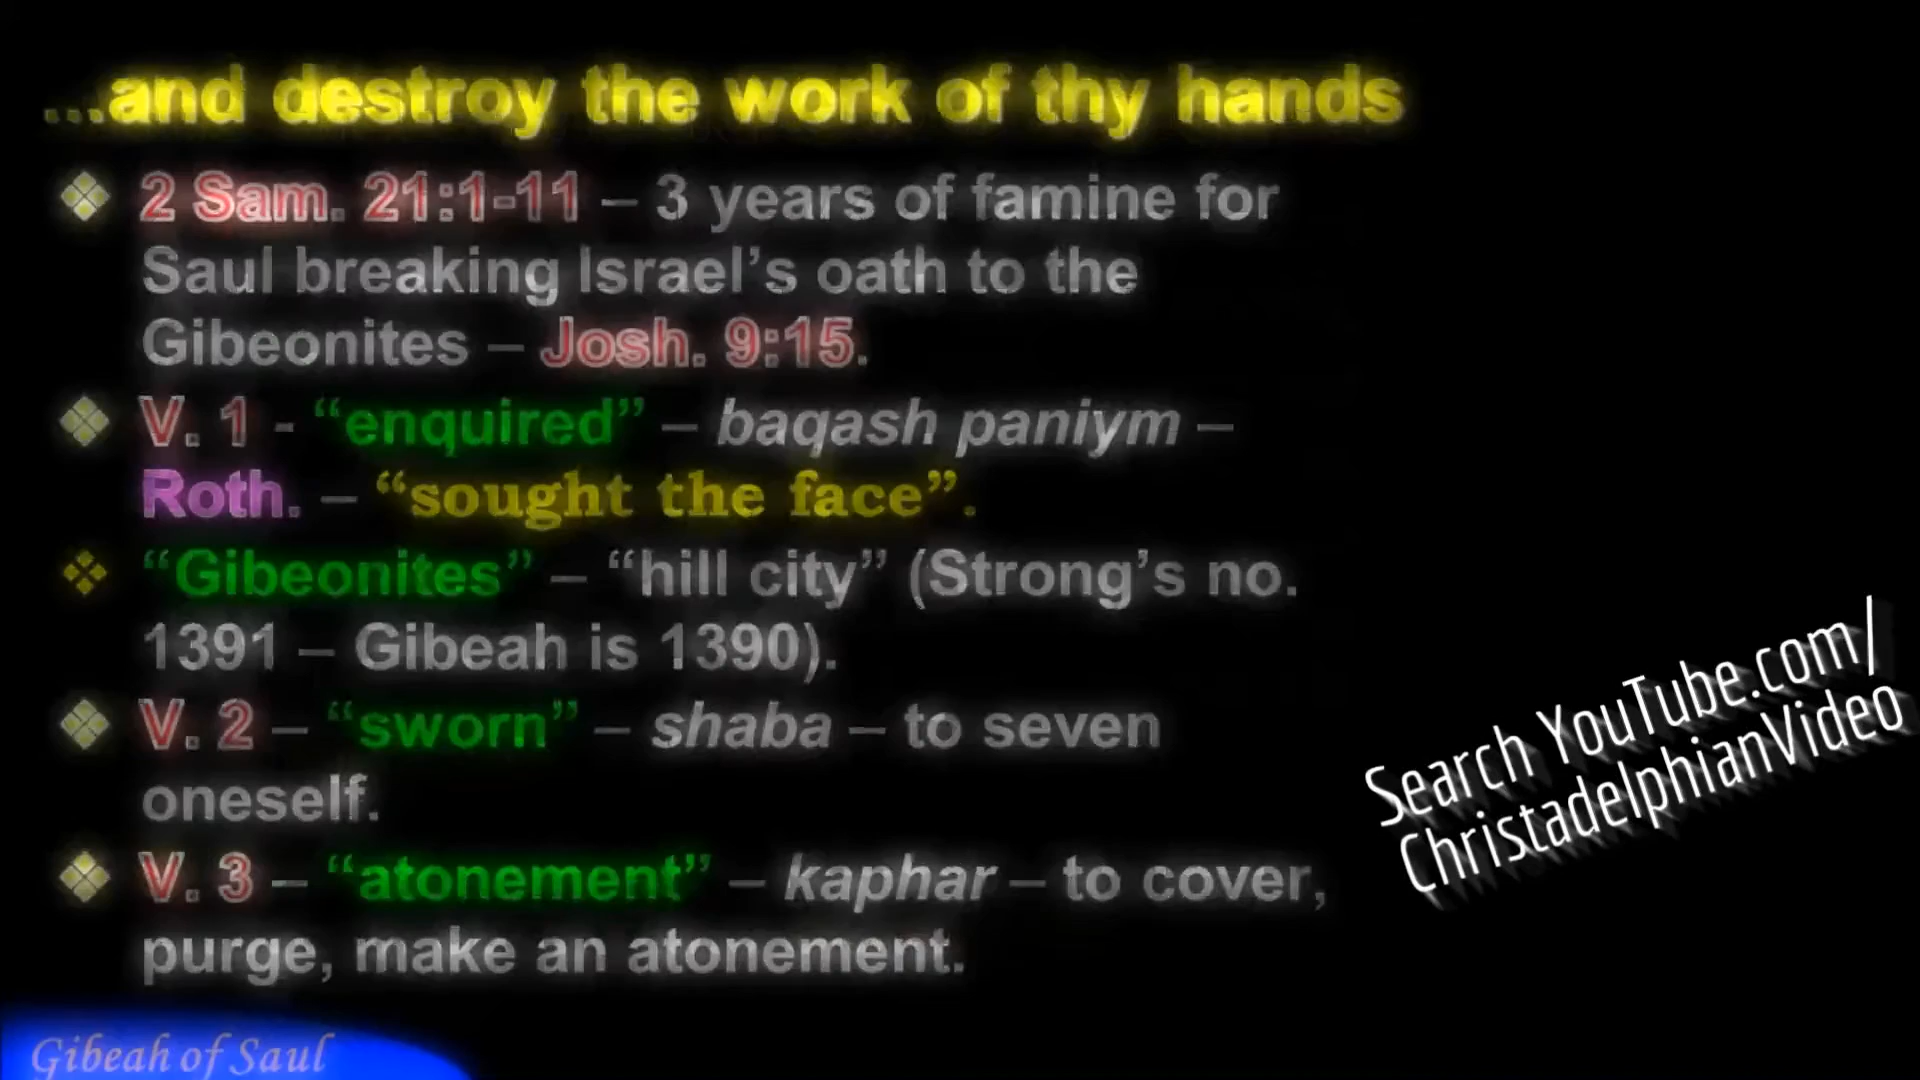 ...and destroy the work of thy hands
2 Sam. 21:1-11 – 3 years of famine for
Saul breaking Israel’s oath to the
Gibeonites – Josh. 9:15.
V. 1 - “enquired” – baqash paniym –
Roth. – “sought the face”.
“Gibeonites” – “hill city” (Strong’s no.
1391 – Gibeah is 1390).
V. 2 – “sworn” – shaba – to seven
oneself.
V. 3 – “atonement” – kaphar – to cover,
purge, make an atonement.
Search YouTube.com/
ChristadelphianVideo
Gibeah of Saul